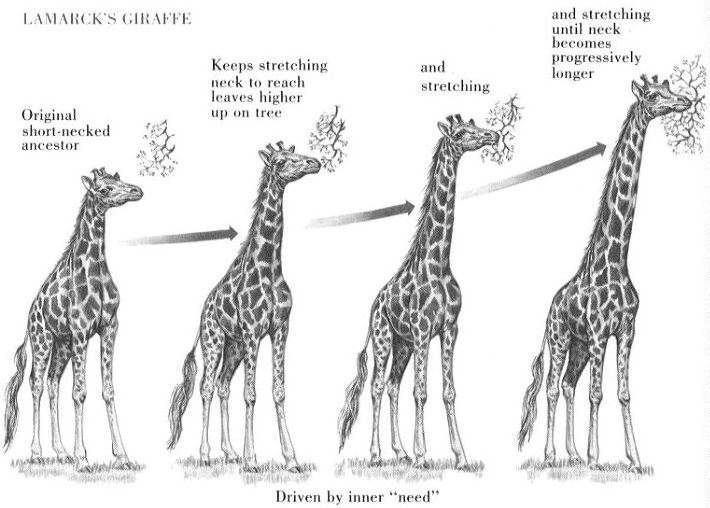 LAMARCK'S GIRAFFE
Original
short-necked
ancestor
Keeps stretching
neck to reach
leaves higher
up on tree
and
stretching
and stretching
until neck
becomes
progressively
longer
Driven by inner “need”